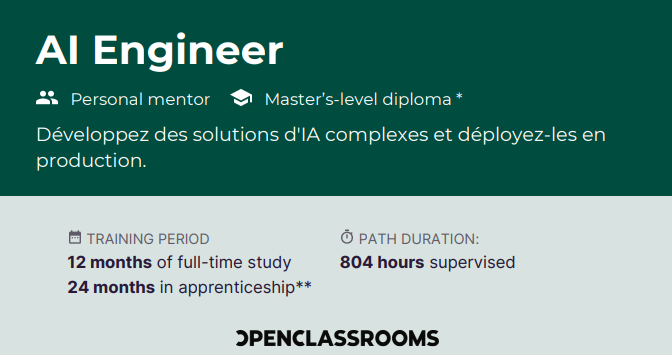 AI Engineer
Personal mentor Master's-level diploma *
Développez des solutions d'IA complexes et déployez-les en
production.
TRAINING PERIOD
12 months of full-time study
24 months in apprenticeship**
PATH DURATION:
804 hours supervised
OPENCLASSROOMS